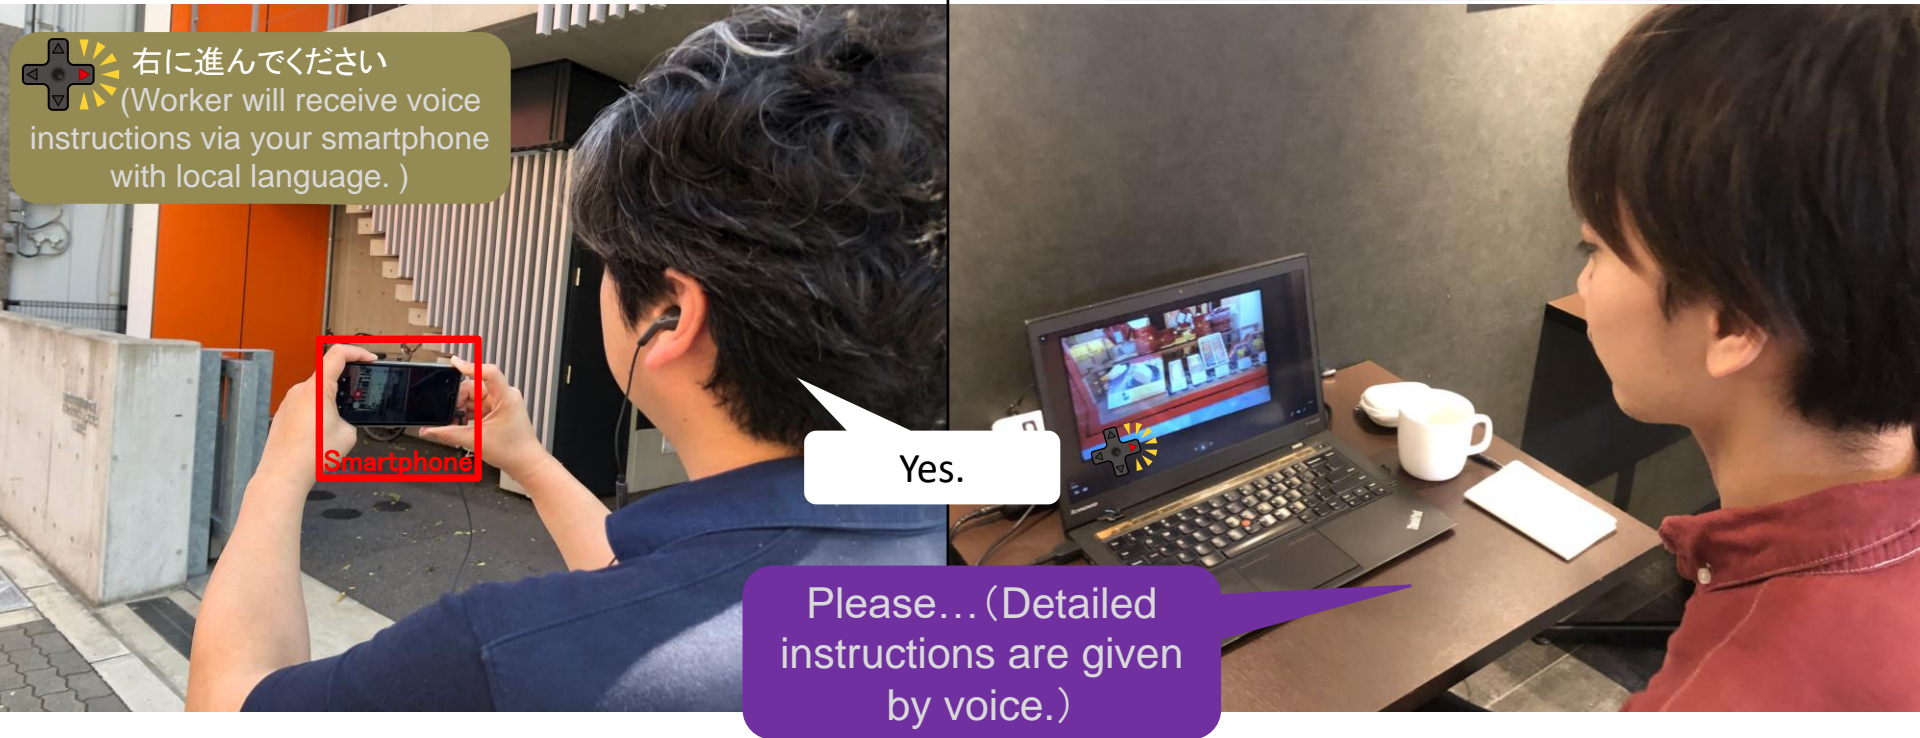 右に進んでください
(Worker will receive voice
instructions via your smartphone
with local language. )
Smartphone
Yes.
Please…（Detailed
instructions are given
by voice.）
ThinkPad